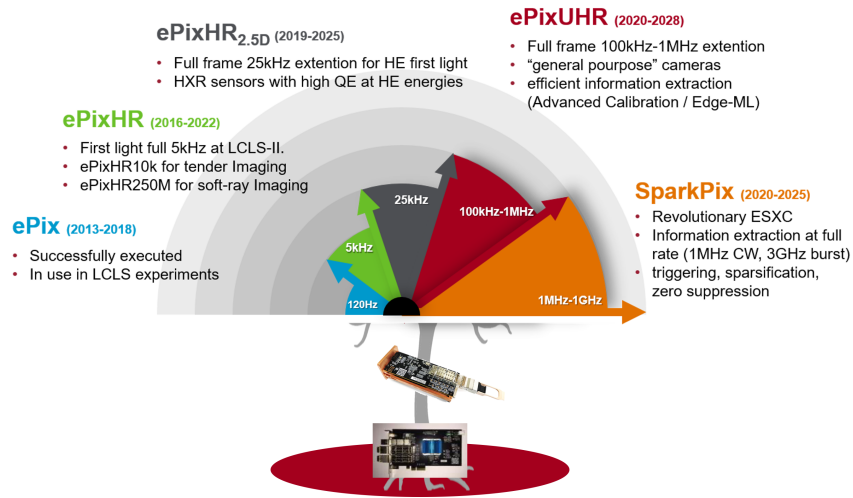 ePixUHR (2020-2028)
• Full frame 100kHz-1MHz extention
• “general pourpose” cameras
• efficient information extraction
(Advanced Calibration / Edge-ML)
ePixHR2.5D (2019-2025)
• Full frame 25kHz extention for HE first light
• HXR sensors with high QE at HE energies
ePixHR (2016-2022)
• First light full 5kHz at LCLS-II.
• ePixHR10k for tender Imaging
• ePixHR250M for soft-ray Imaging
ePix (2013-2018)
• Successfully executed
• In use in LCLS experiments
SparkPix (2020-2025)
• Revolutionary ESXC
• Information extraction at full
rate (1MHz CW, 3GHz burst)
• triggering, sparsification,
zero suppression
120Hz
5kHz
25kHz
100kHz-1MHz
1MHz-1GHz